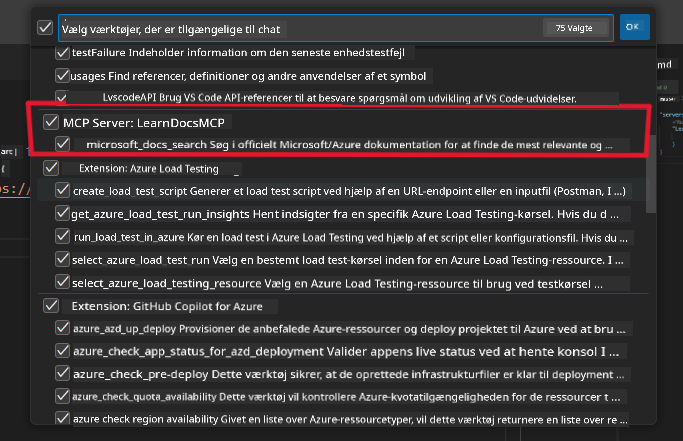 Vælg værktøjer, der er tilgængelige til chat
75 Valgte
OK
testFailure Indeholder information om den seneste enhedstestfejl
usages Find referencer, definitioner og andre anvendelser af et symbol
LvscodeAPI Brug VS Code API-referencer til at besvare spørgsmål om udvikling af VS Code-udvidelser.
MCP Server: LearnDocsMCP
microsoft_docs_search Søg i officielt Microsoft/Azure dokumentation for at finde de mest relevante og ...
Extension: Azure Load Testing
create_load_test_script Generer et load test script ved hjælp af en URL-endpoint eller en inputfil (Postman, I ...)
get_azure_load_test_run_insights Hent indsigter fra en specifik Azure Load Testing-kørsel. Hvis du d ...
run_load_test_in_azure Kør en load test i Azure Load Testing ved hjælp af et script eller konfigurationsfil. Hvis du ...
select_azure_load_test_run Vælg en bestemt load test-kørsel inden for en Azure Load Testing-ressource. I ...
select_azure_load_testing_resource Vælg en Azure Load Testing-ressource til brug ved testkørsel ...
Extension: GitHub Copilot for Azure
azure_azd_up_deploy Provisioner de anbefalede Azure-ressourcer og deploy projektet til Azure ved at bru ...
azure_check_app_status_for_azd_deployment Valider appens live status ved at hente konsol I ...
azure_check_pre-deploy Dette værktøj sikrer, at de oprettede infrastrukturfiler er klar til deployment ...
azure_check_quota_availability Dette værktøj vil kontrollere Azure-kvotatilgængeligheden for de ressourcer t ...
azure check region availability Givet en liste over Azure-ressourcetyper, vil dette værktøj returnere en liste over re ...